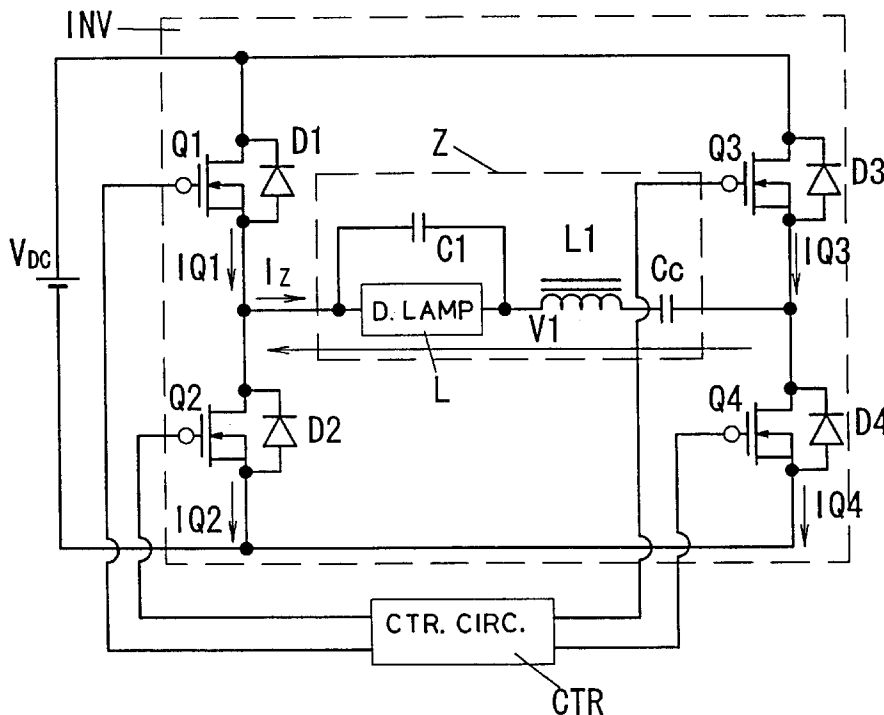 INV
Q1
D1
Z
Q3
D3
VDC
IQ1
IZ
C1
L1
Cc
IQ3
D. LAMP
V1
L
Q2
D2
Q4
D4
IQ2
IQ4
CTR. CIRC.
CTR